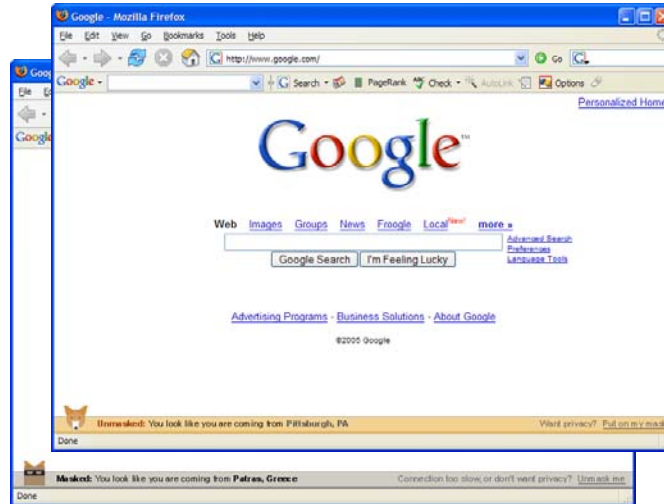 Google - Mozilla Firefox
File Edit View Go Bookmarks Tools Help
http://www.google.com/ Go G
Google Search PageRank Check AutoLink Options
Personalized Home
Google™
Web Images Groups News Froogle Local New! more »
Advanced Search
Preferences
Language Tools
Google Search I'm Feeling Lucky
Advertising Programs - Business Solutions - About Google
©2005 Google
Unmasked: You look like you are coming from Pittsburgh, PA Want privacy? Put on my mask
Done
Masked: You look like you are coming from Patras, Greece Connection too slow, or don't want privacy? Unmask me
Done